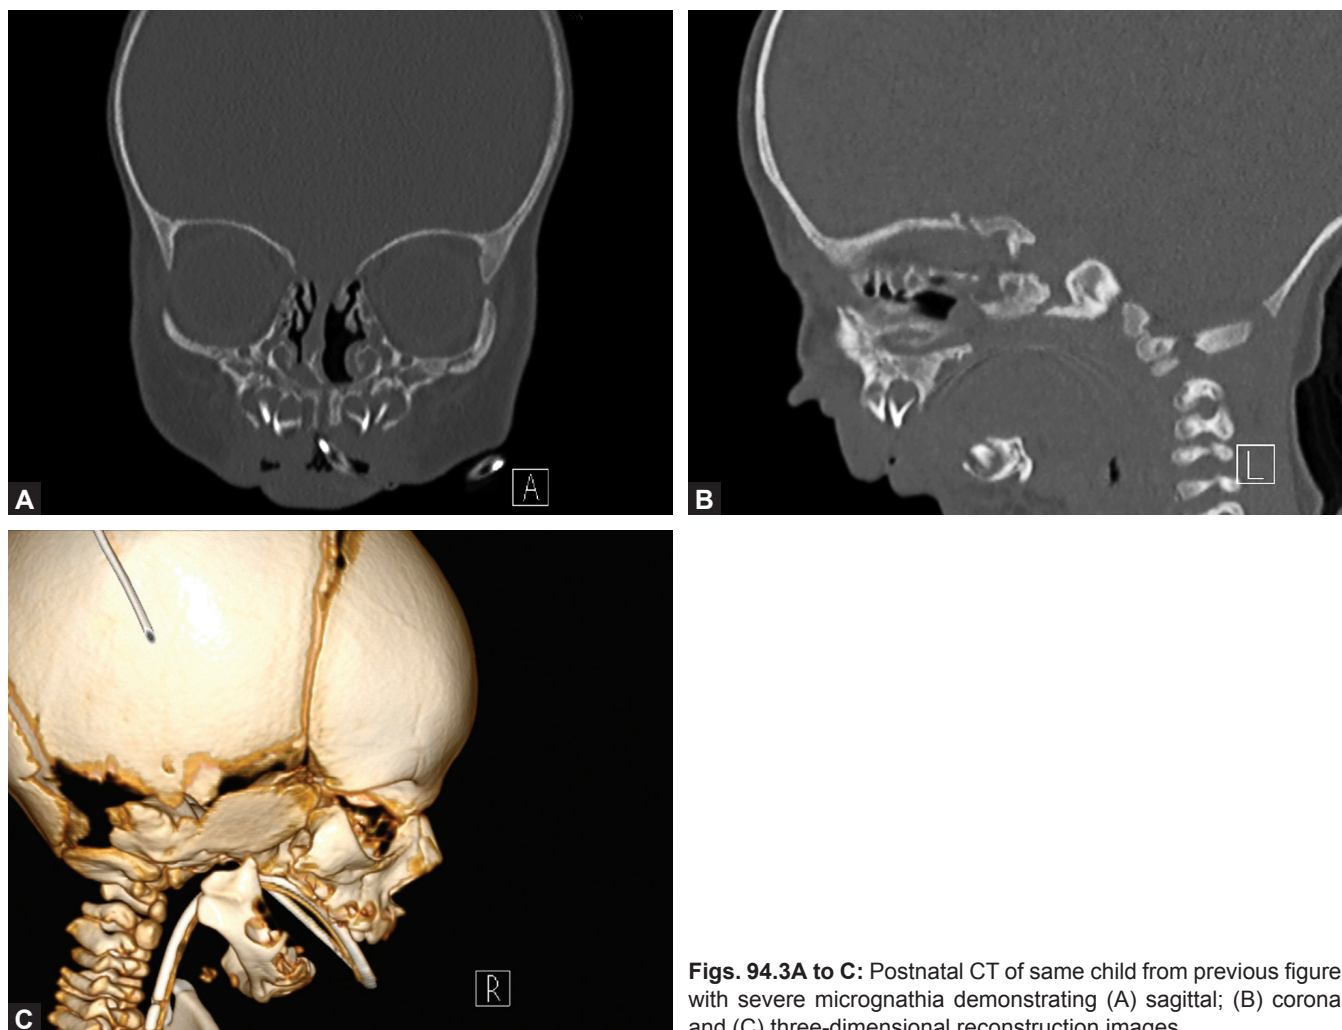 A
A
B
L
C
R
Figs. 94.3A to C: Postnatal CT of same child from previous figure
with severe micrognathia demonstrating (A) sagittal; (B) corona
and (C) three-dimensional reconstruction images